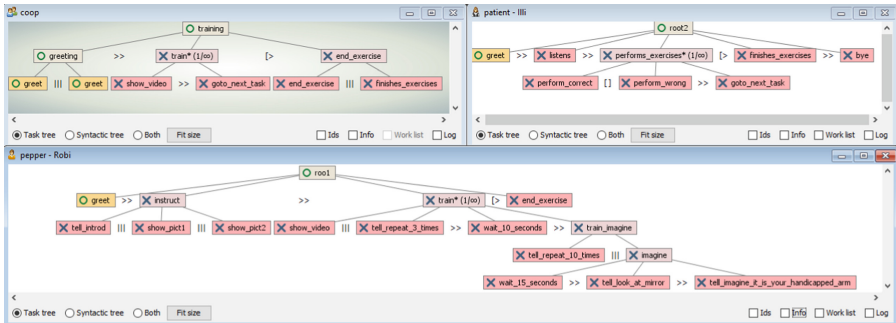 coop
training
greeting >> train* (1/∞) [> end_exercise
greet ||| greet show_video >> goto_next_task end_exercise ||| finishes_exercises
Task tree Syntactic tree Both Fit size Ids Info Work list Log
patient - Illi
root2
greet >> listens >> performs_exercises* (1/∞) [> finishes_exercises >> bye
perform_correct [] perform_wrong >> goto_next_task
Task tree Syntactic tree Both Fit size Ids Info Work list Log
pepper - Robi
roo1
greet >> instruct >> train* (1/∞) [> end_exercise
tell_introd ||| show_pict1 ||| show_pict2 show_video ||| tell_repeat_3_times >> wait_10_seconds >> train_imagine
tell_repeat_10_times ||| imagine
wait_15_seconds >> tell_look_at_mirror >> tell_imagine_it_is_your_handicapped_arm
Task tree Syntactic tree Both Fit size Ids Info Work list Log